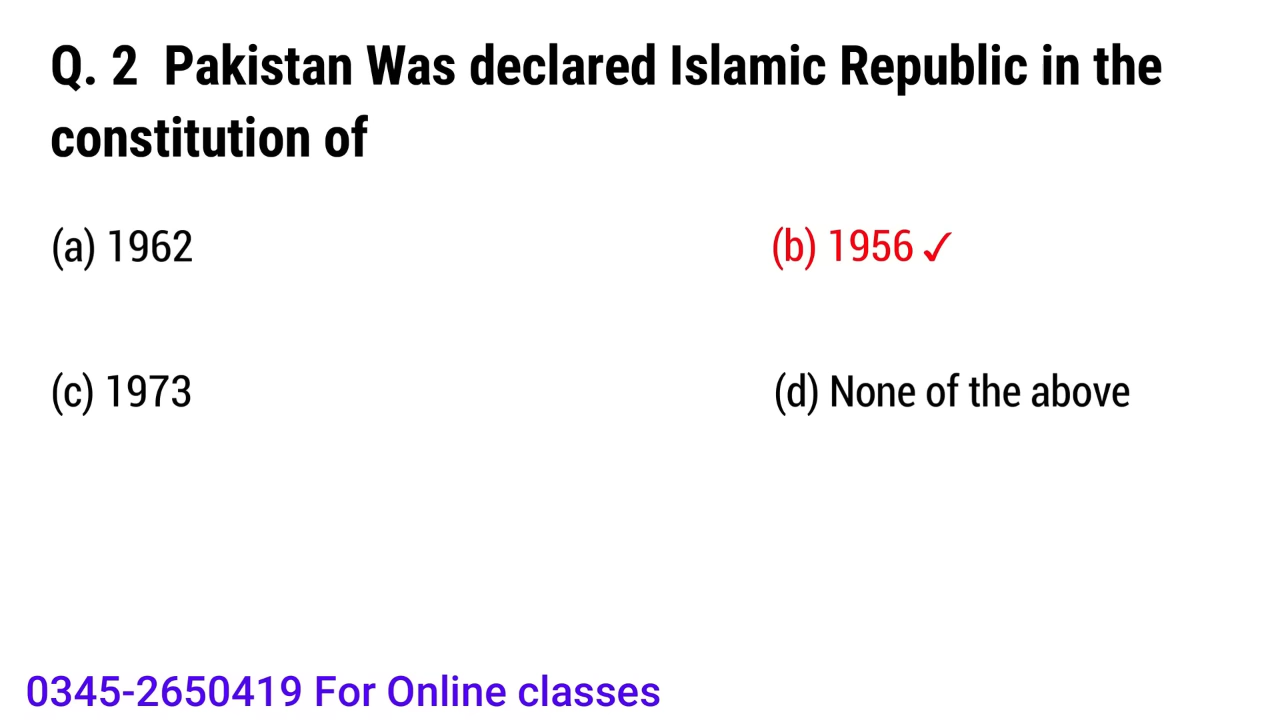 Q. 2 Pakistan Was declared Islamic Republic in the
constitution of
(a) 1962
(b) 1956 ✓
(c) 1973
(d) None of the above
0345-2650419 For Online classes